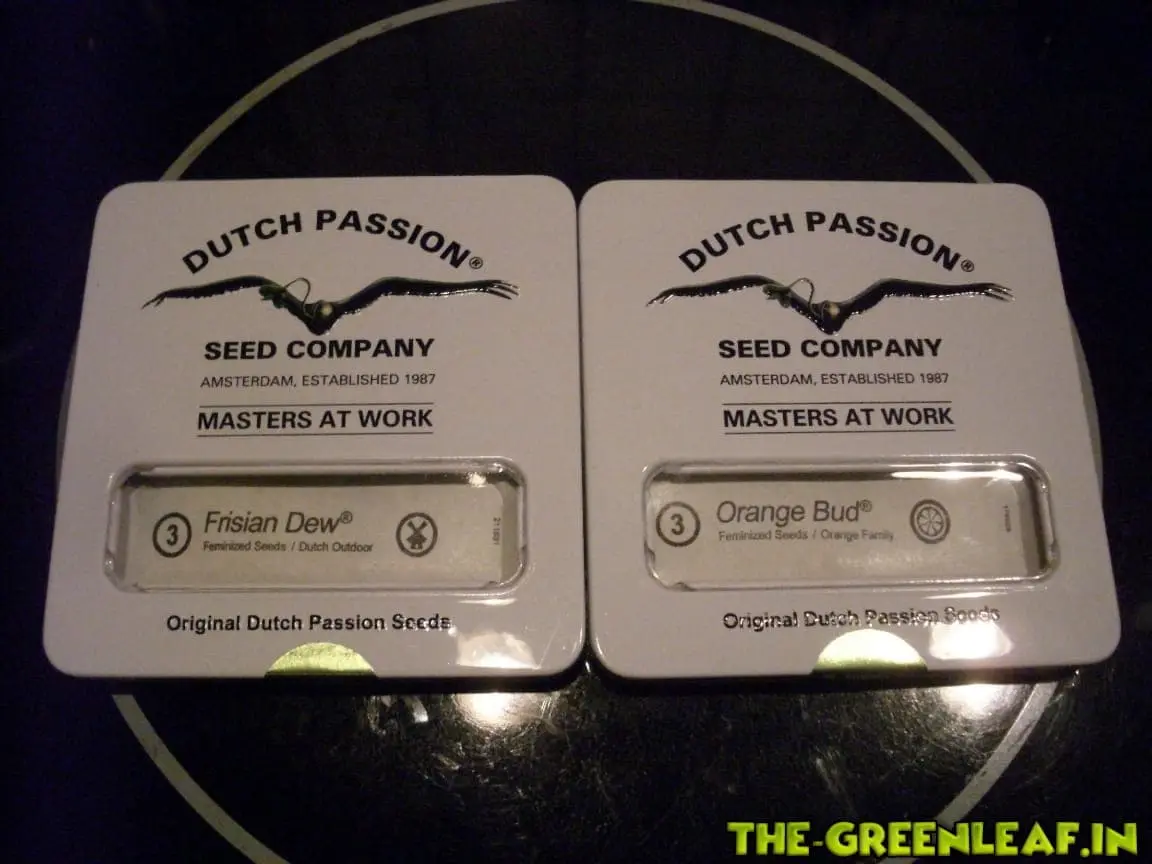 DUTCH PASSION®
SEED COMPANY
AMSTERDAM, ESTABLISHED 1987
MASTERS AT WORK
3
Frisian Dew®
Feminized Seeds / Dutch Outdoor
Original Dutch Passion Seeds
DUTCH PASSION®
SEED COMPANY
AMSTERDAM, ESTABLISHED 1987
MASTERS AT WORK
3
Orange Bud®
Feminized Seeds / Orange Family
Original Dutch Passion Seeds
THE-GREENLEAF.IN